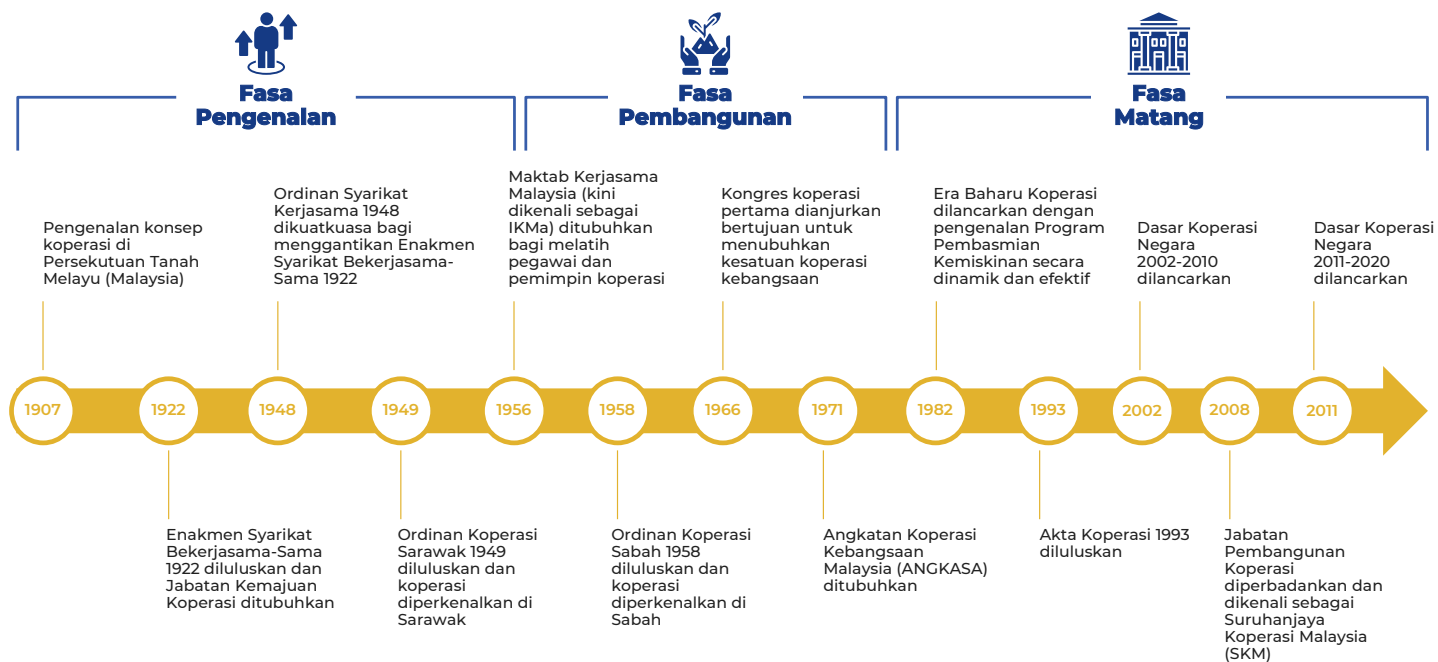 Fasa
Pengenalan
Fasa
Pembangunan
Fasa
Matang
Pengenalan konsep
koperasi di
Persekutuan Tanah
Melayu (Malaysia)
Ordinan Syarikat
Kerjasama 1948
dikuatkuasa bagi
menggantikan Enakmen
Syarikat Bekerjasama-
Sama 1922
Maktab Kerjasama
Malaysia (kini
dikenali sebagai
IKMa) ditubuhkan
bagi melatih
pegawai dan
pemimpin koperasi
Kongres koperasi
pertama dianjurkan
bertujuan untuk
menubuhkan
kesatuan koperasi
kebangsaan
Era Baharu Koperasi
dilancarkan dengan
pengenalan Program
Pembasmian
Kemiskinan secara
dinamik dan efektif
Dasar Koperasi
Negara
2002-2010
dilancarkan
Dasar Koperasi
Negara
2011-2020
dilancarkan
1907
1922
1948
1949
1956
1958
1966
1971
1982
1993
2002
2008
2011
Enakmen Syarikat
Bekerjasama-Sama
1922 diluluskan dan
Jabatan Kemajuan
Koperasi ditubuhkan
Ordinan Koperasi
Sarawak 1949
diluluskan dan
koperasi
diperkenalkan di
Sarawak
Ordinan Koperasi
Sabah 1958
diluluskan dan
koperasi
diperkenalkan di
Sabah
Angkatan Koperasi
Kebangsaan
Malaysia (ANGKASA)
ditubuhkan
Akta Koperasi 1993
diluluskan
Jabatan
Pembangunan
Koperasi
diperbadankan dan
dikenali sebagai
Suruhanjaya
Koperasi Malaysia
(SKM)